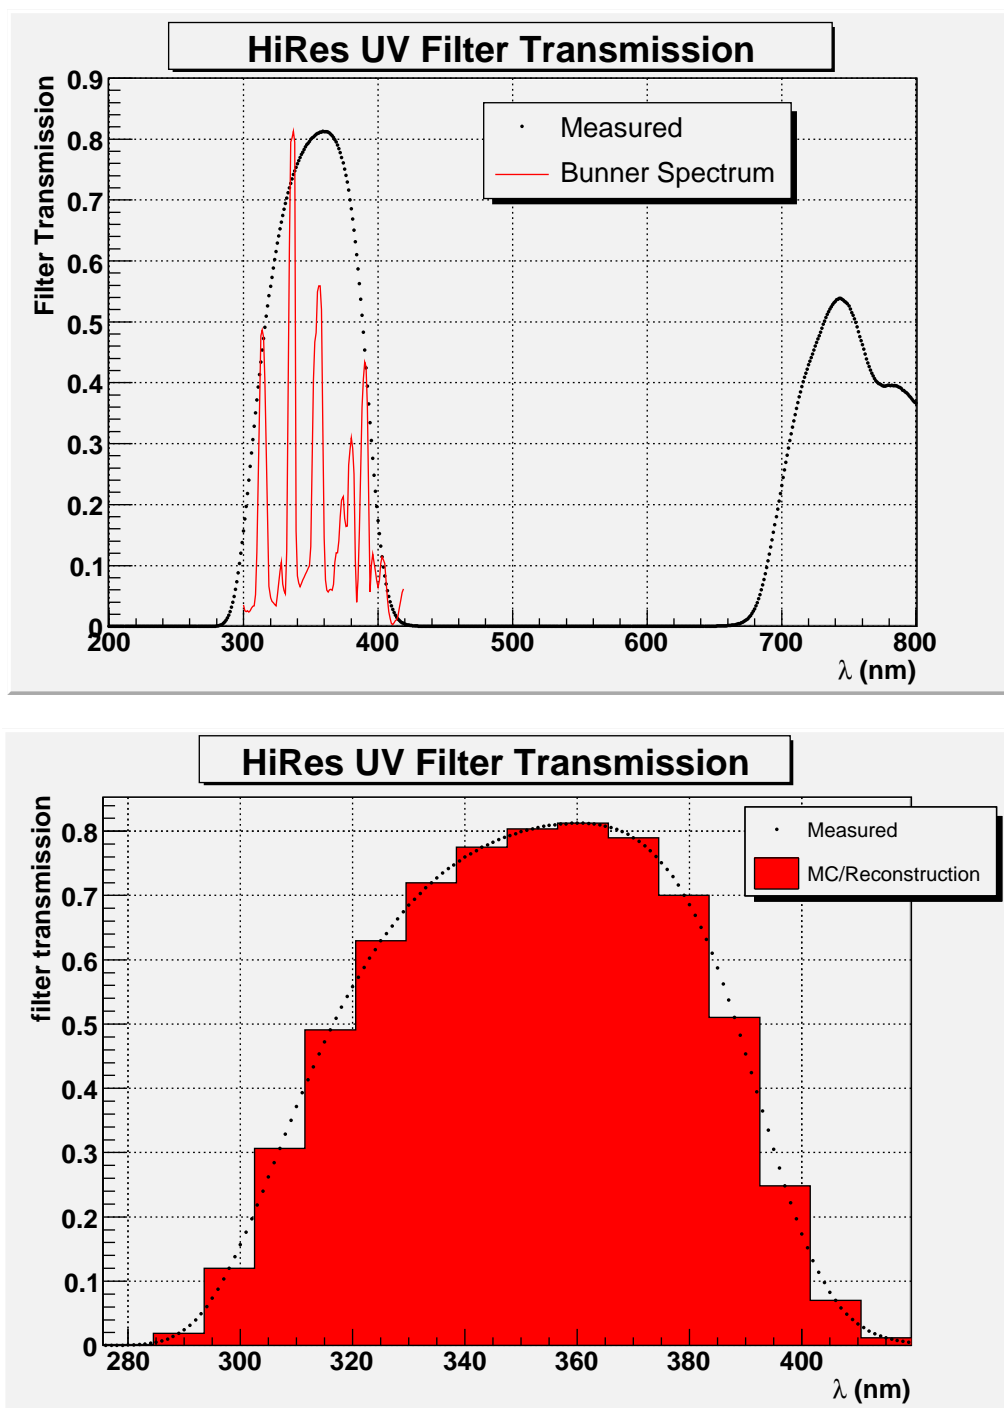 HiRes UV Filter Transmission
Filter Transmission
0.9
0.8
0.7
0.6
0.5
0.4
0.3
0.2
0.1
0
Measured
Bunner Spectrum
200 300 400 500 600 700 800
λ (nm)
HiRes UV Filter Transmission
filter transmission
0.8
0.7
0.6
0.5
0.4
0.3
0.2
0.1
0
Measured
MC/Reconstruction
280 300 320 340 360 380 400
λ (nm)